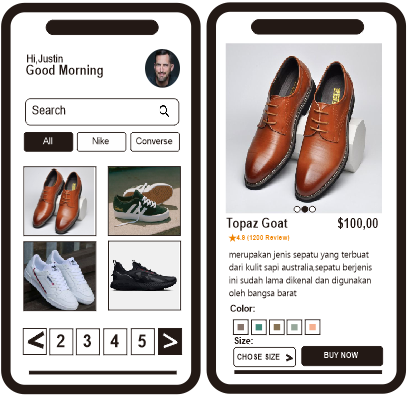 Hi,Justin
Good Morning
Search
All
Nike
Converse
<
2
3
4
5
>
Topaz Goat
$100,00
4.8 (1200 Review)
merupakan jenis sepatu yang terbuat
dari kulit sapi australia,sepatu berjenis
ini sudah lama dikenal dan digunakan
oleh bangsa barat
Color:
Size:
CHOSE SIZE >
BUY NOW